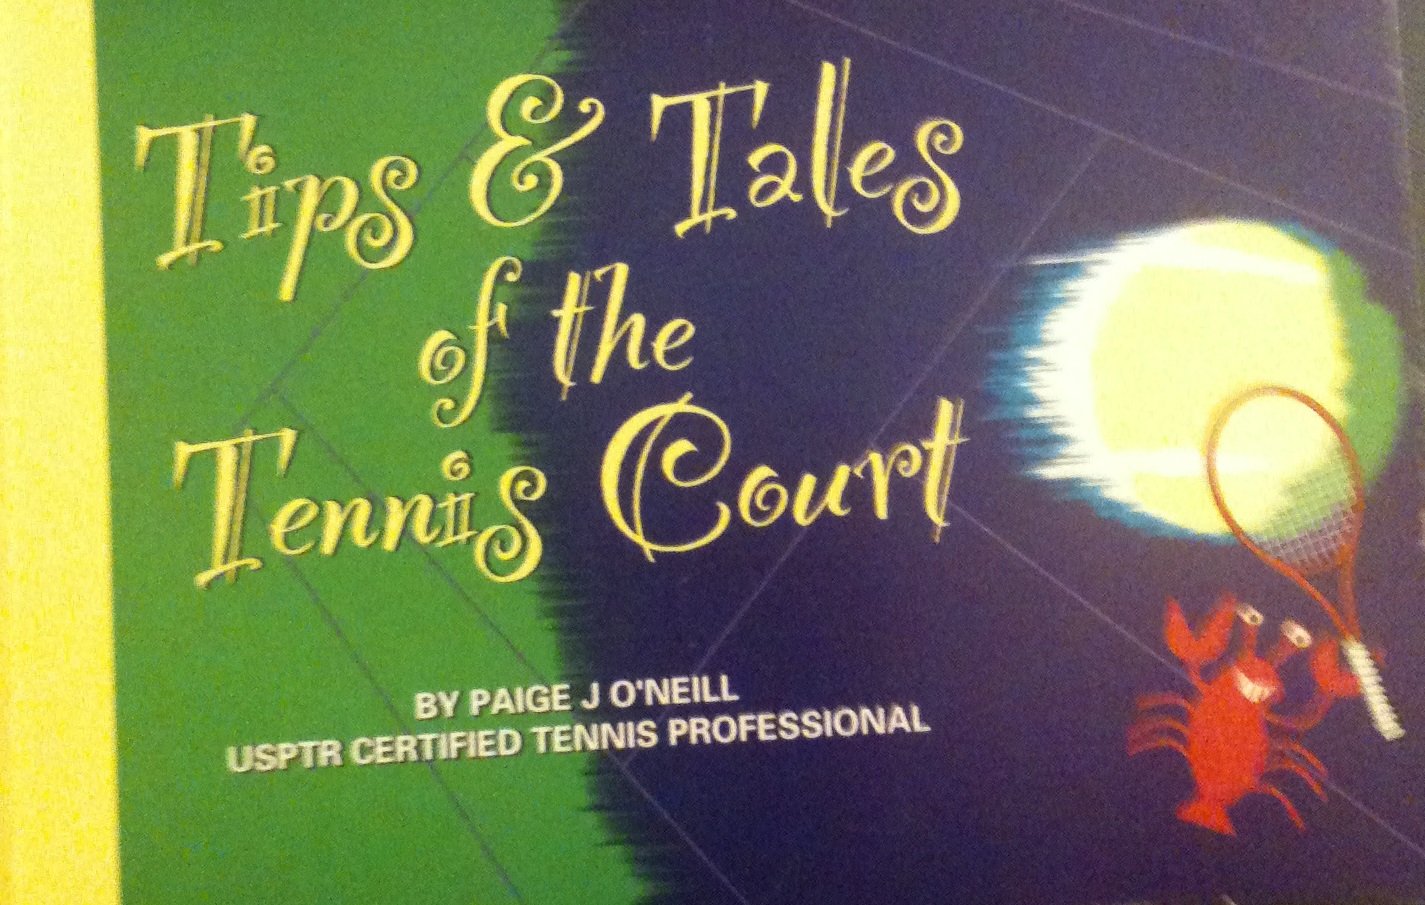 Tips & Tales
of the
Tennis Court
BY PAIGE J O'NEILL
USPTR CERTIFIED TENNIS PROFESSIONAL